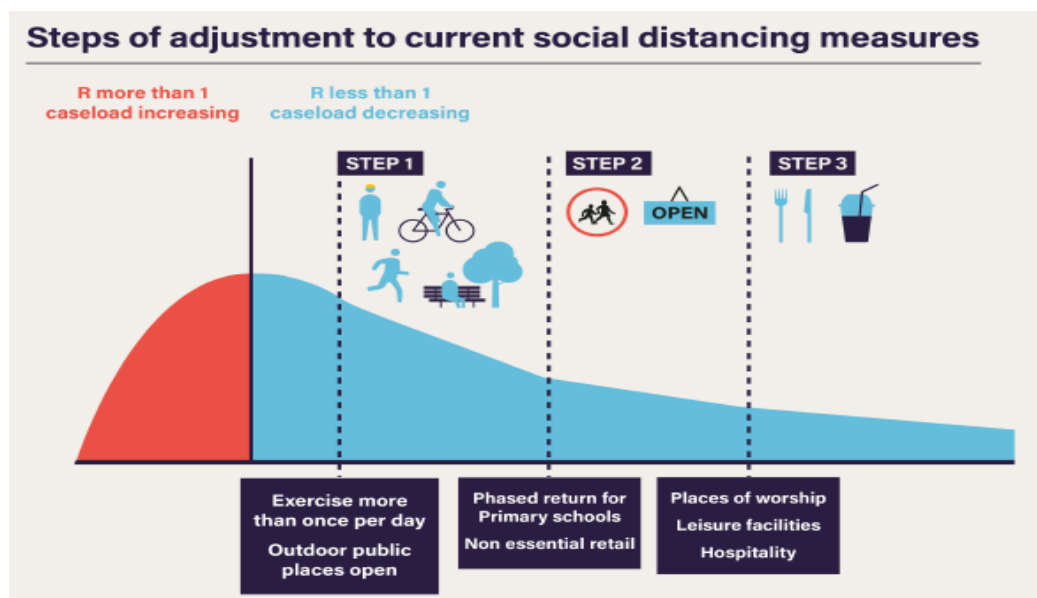 Steps of adjustment to current social distancing measures
R more than 1
caseload increasing
R less than 1
caseload decreasing
STEP 1
STEP 2
STEP 3
OPEN
Exercise more
than once per day
Outdoor public
places open
Phased return for
Primary schools
Non essential retail
Places of worship
Leisure facilities
Hospitality